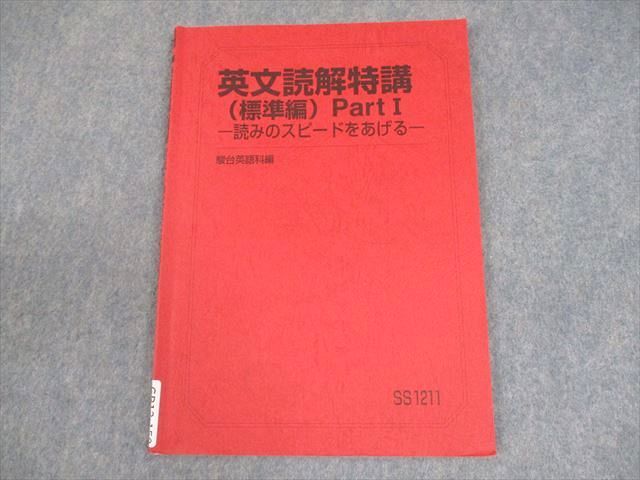 英文読解特講
（標準編）Part I
―読みのスピードをあげる―
駿台英語科編
SS1211